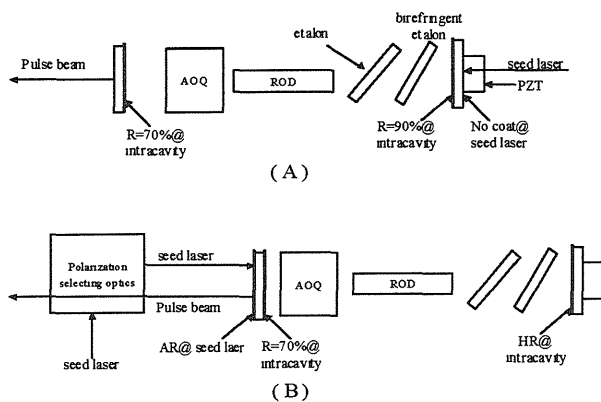 birefringent
etalon
etalon
Pulse beam
seed laser
AOQ
ROD
PZT
R=70%@
intracavity
R=90%@
intracavity
No coat@
seed laser
(A)
seed laser
Polarization
selecting optics
AOQ
ROD
Pulse beam
seed laser
AR@ seed laer
R=70%@
intracavity
HR@
intracavity
(B)